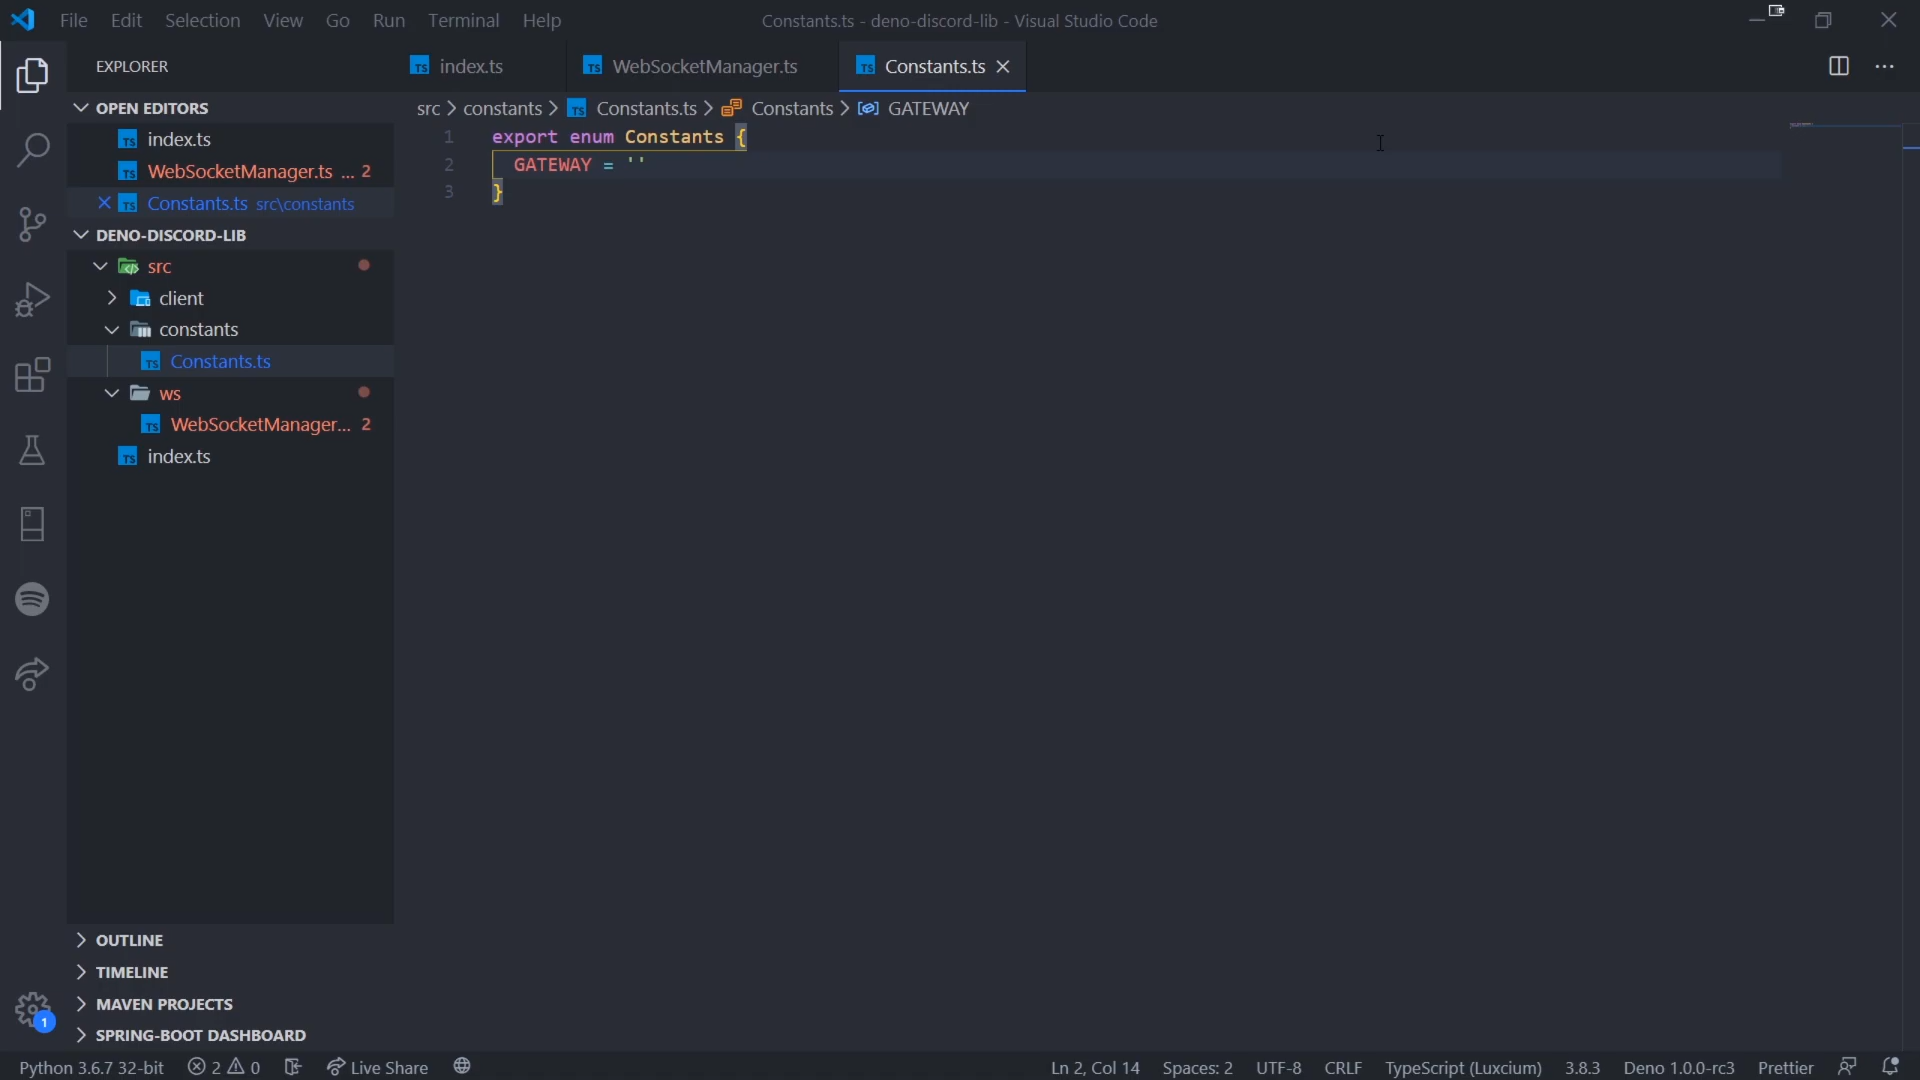 File Edit Selection View Go Run Terminal Help
Constants.ts - deno-discord-lib - Visual Studio Code
EXPLORER
index.ts
WebSocketManager.ts
Constants.ts
OPEN EDITORS
index.ts
WebSocketManager.ts ... 2
Constants.ts src\constants
DENO-DISCORD-LIB
src
client
constants
Constants.ts
ws
WebSocketManager... 2
index.ts
OUTLINE
TIMELINE
MAVEN PROJECTS
SPRING-BOOT DASHBOARD
src > constants > TS Constants.ts > Constants > GATEWAY
1 export enum Constants {
2 GATEWAY = ''
3 }
1
Python 3.6.7 32-bit 2 0 Live Share
Ln 2, Col 14 Spaces: 2 UTF-8 CRLF TypeScript (Luxcium) 3.8.3 Deno 1.0.0-rc3 Prettier